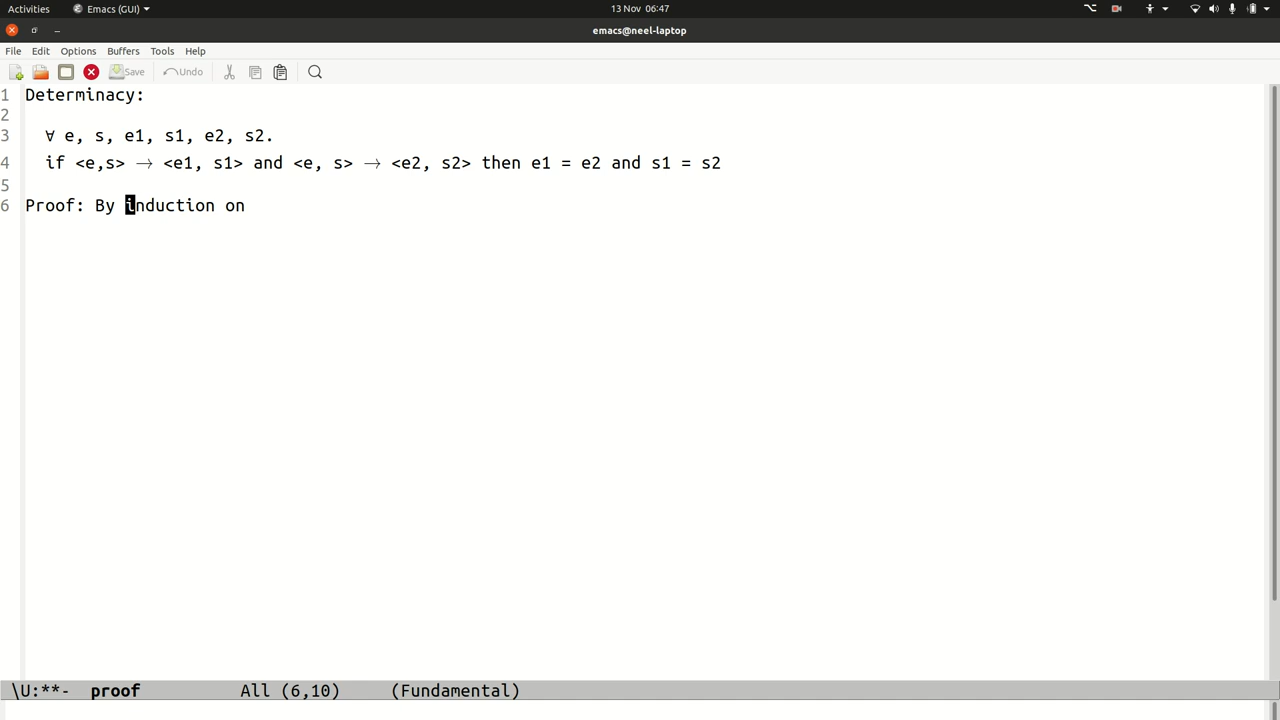 Activities Emacs (GUI) 13 Nov 06:47
emacs@neel-laptop
File Edit Options Buffers Tools Help
Save Undo
1 Determinacy:
2
3 ∀ e, s, e1, s1, e2, s2.
4 if <e,s> → <e1, s1> and <e, s> → <e2, s2> then e1 = e2 and s1 = s2
5
6 Proof: By induction on
\U:**- proof All (6,10) (Fundamental)